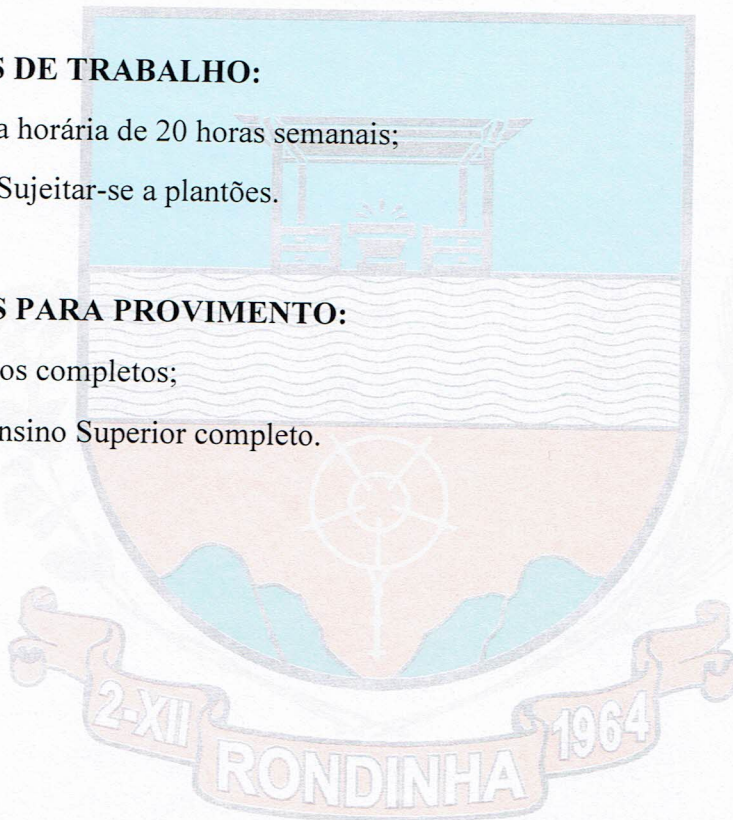 S DE TRABALHO:
a horária de 20 horas semanais;
Sujeitar-se a plantões.
S PARA PROVIMENTO:
os completos;
nsino Superior completo.
2-XII
RONDINHA
1964